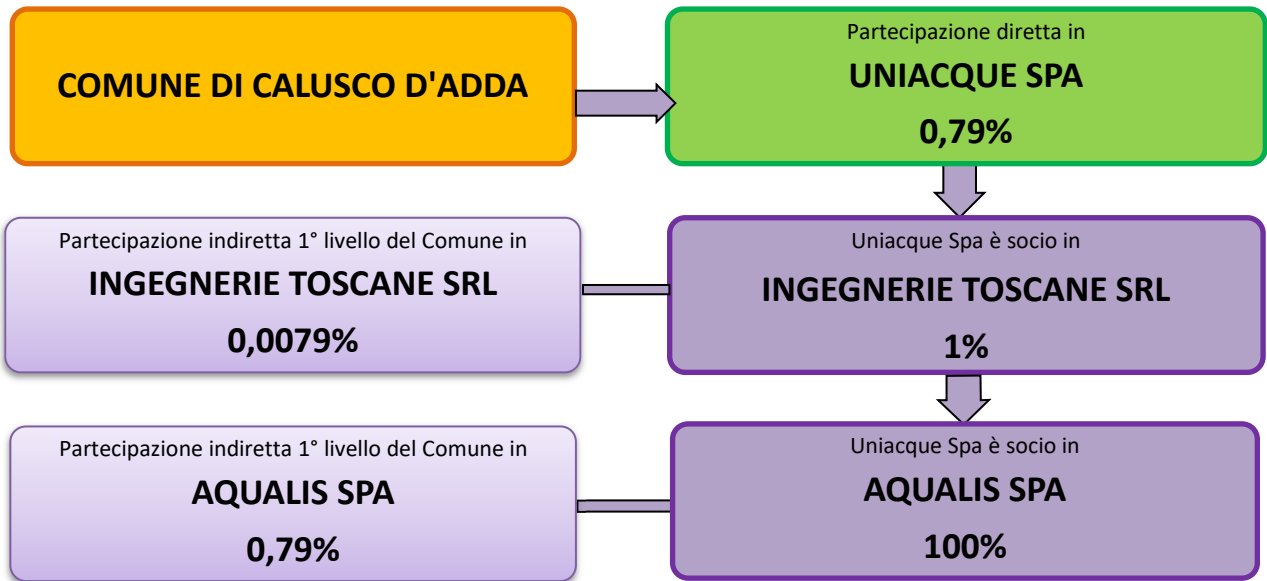 COMUNE DI CALUSCO D'ADDA
Partecipazione diretta in
UNIACQUE SPA
0,79%
Partecipazione indiretta 1° livello del Comune in
INGEGNERIE TOSCANE SRL
0,0079%
Uniacque Spa è socio in
INGEGNERIE TOSCANE SRL
1%
Partecipazione indiretta 1° livello del Comune in
AQUALIS SPA
0,79%
Uniacque Spa è socio in
AQUALIS SPA
100%